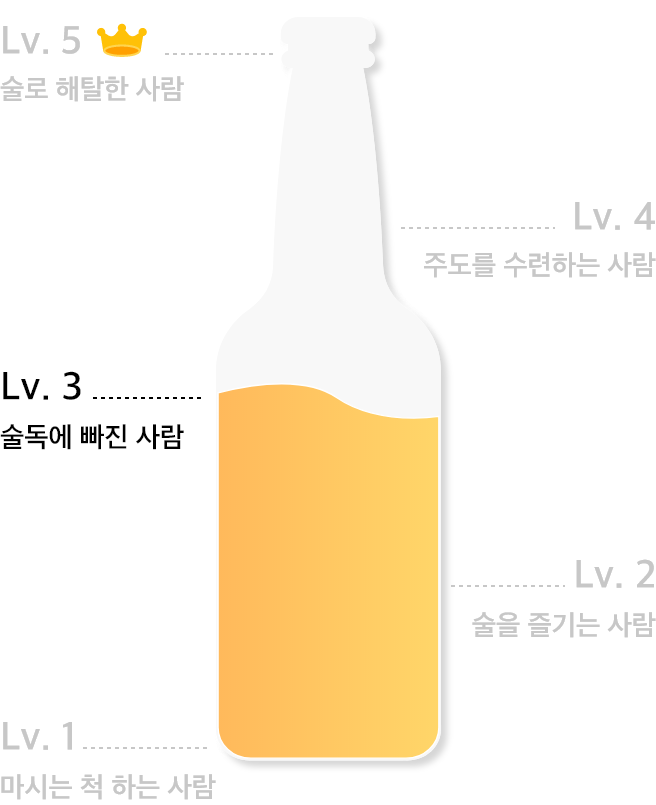 Lv. 5
술로 해탈한 사람
Lv. 4
주도를 수련하는 사람
Lv. 3
술독에 빠진 사람
Lv. 2
술을 즐기는 사람
Lv. 1
마시는 척 하는 사람